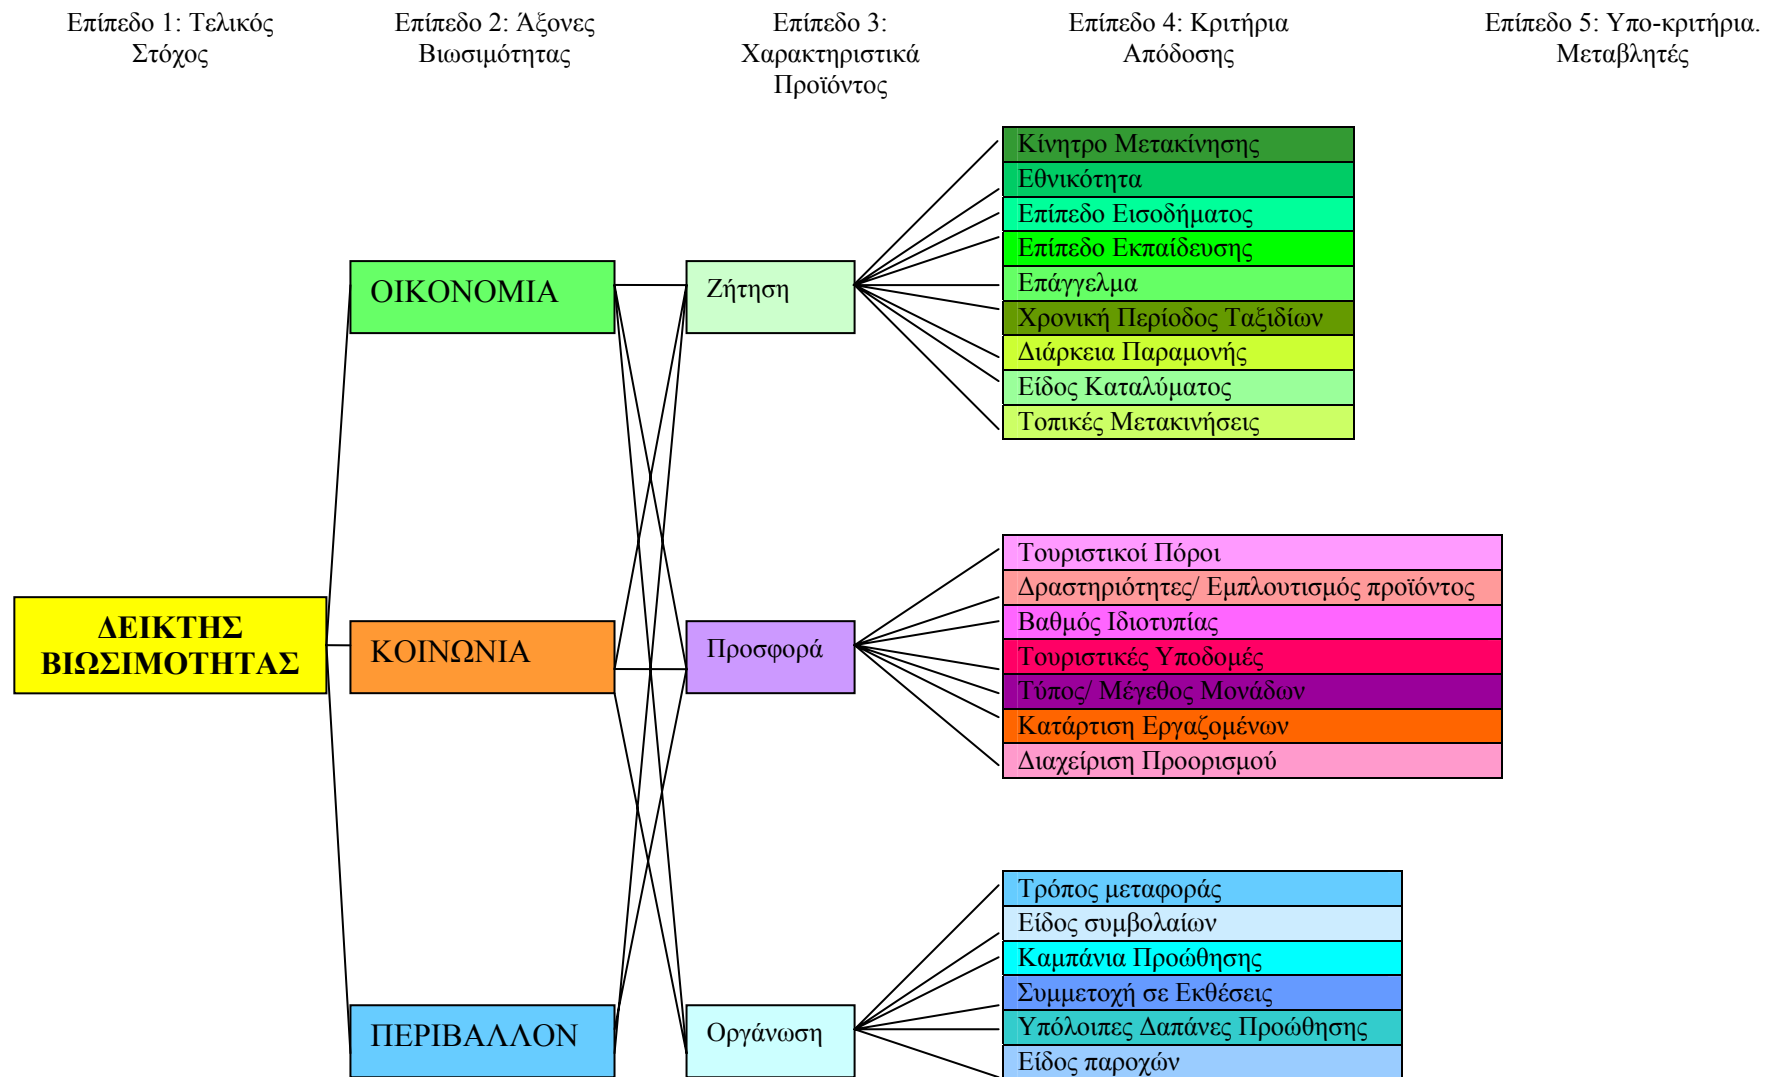 Επίπεδο 1: Τελικός
Στόχος
Επίπεδο 2: Άξονες
Βιωσιμότητας
Επίπεδο 3:
Χαρακτηριστικά
Προϊόντος
Επίπεδο 4: Κριτήρια
Απόδοσης
Επίπεδο 5: Υπο-κριτήρια.
Μεταβλητές
ΔΕΙΚΤΗΣ
ΒΙΩΣΙΜΟΤΗΤΑΣ
ΟΙΚΟΝΟΜΙΑ
ΚΟΙΝΩΝΙΑ
ΠΕΡΙΒΑΛΛΟΝ
Ζήτηση
Προσφορά
Οργάνωση
Κίνητρο Μετακίνησης
Εθνικότητα
Επίπεδο Εισοδήματος
Επίπεδο Εκπαίδευσης
Επάγγελμα
Χρονική Περίοδος Ταξιδίων
Διάρκεια Παραμονής
Είδος Καταλύματος
Τοπικές Μετακινήσεις
Τουριστικοί Πόροι
Δραστηριότητες/ Εμπλουτισμός προϊόντος
Βαθμός Ιδιοτυπίας
Τουριστικές Υποδομές
Τύπος/ Μέγεθος Μονάδων
Κατάρτιση Εργαζομένων
Διαχείριση Προορισμού
Τρόπος μεταφοράς
Είδος συμβολαίων
Καμπάνια Προώθησης
Συμμετοχή σε Εκθέσεις
Υπόλοιπες Δαπάνες Προώθησης
Είδος παροχών